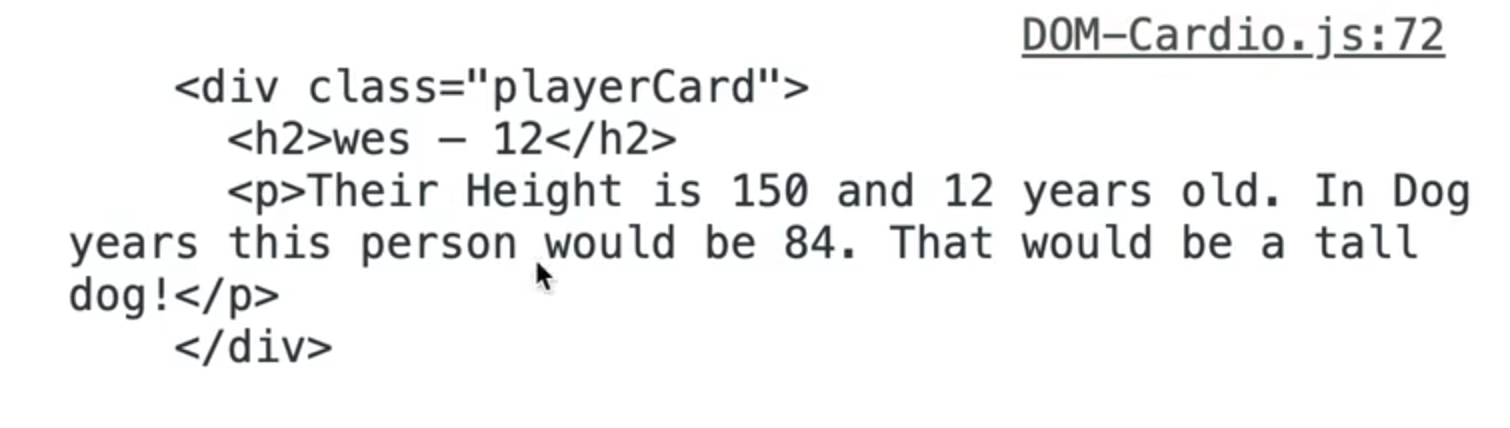 DOM-Cardio.js:72
<div class="playerCard">
<h2>wes — 12</h2>
<p>Their Height is 150 and 12 years old. In Dog
years this person would be 84. That would be a tall
dog!</p>
</div>